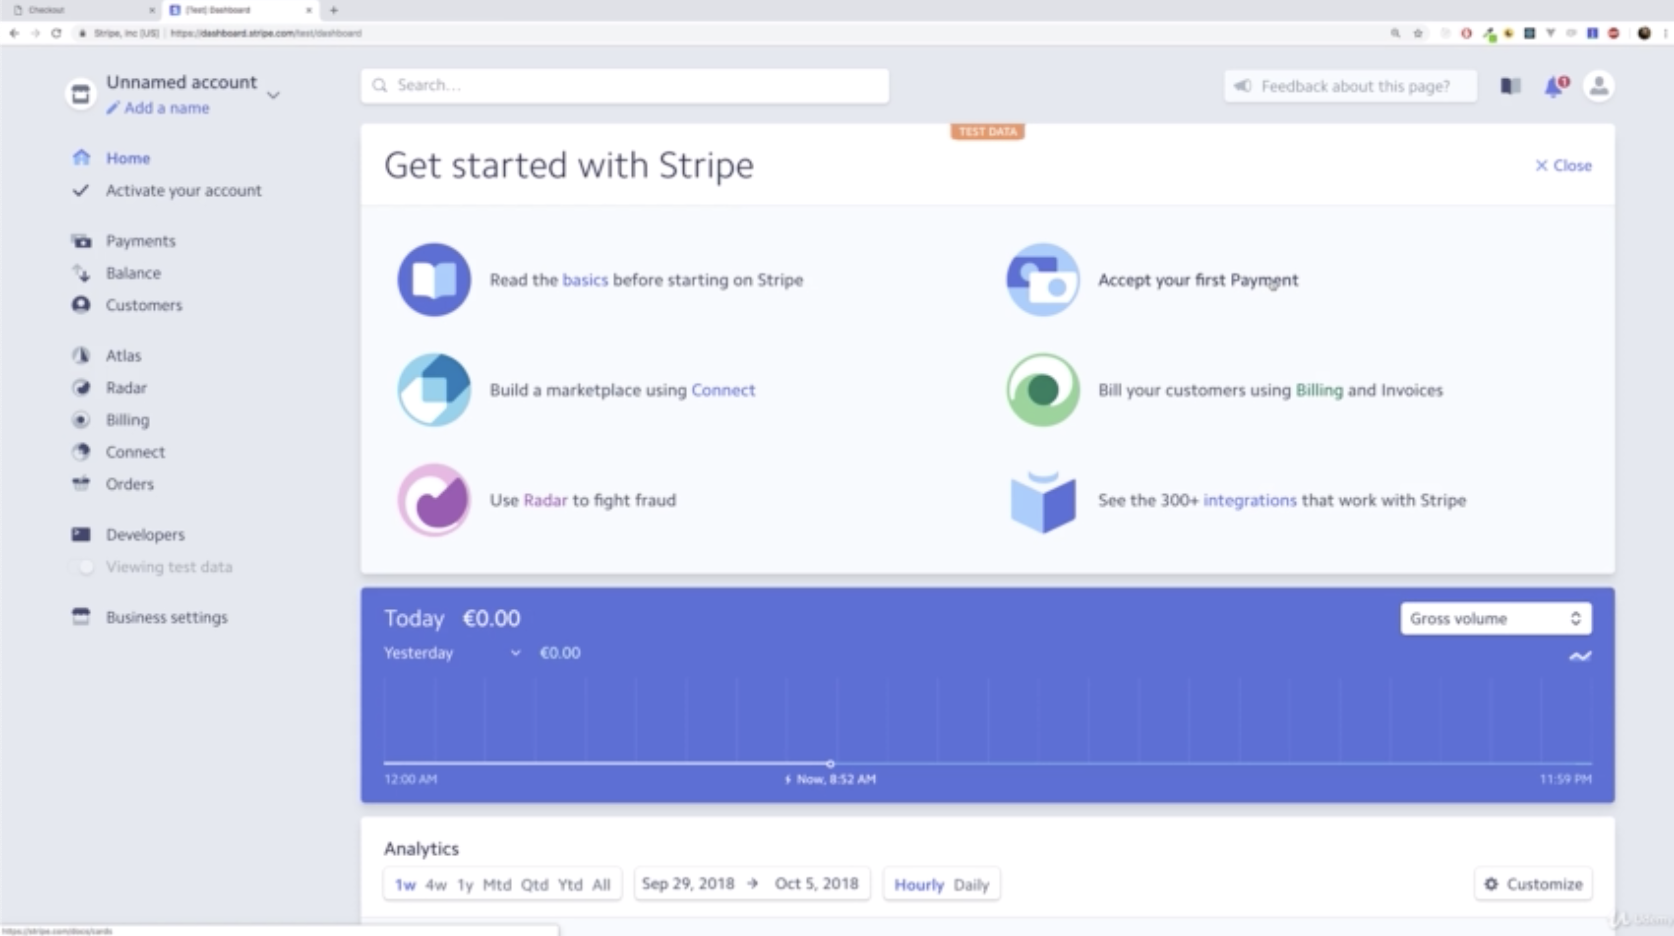 Checkout
[Test] Dashboard
Stripe, Inc [US] | https://dashboard.stripe.com/test/dashboard
Unnamed account
Add a name
Search...
Feedback about this page?
1
Home
Activate your account
Payments
Balance
Customers
Atlas
Radar
Billing
Connect
Orders
Developers
Viewing test data
Business settings
TEST DATA
Get started with Stripe
Close
Read the basics before starting on Stripe
Accept your first Payment
Build a marketplace using Connect
Bill your customers using Billing and Invoices
Use Radar to fight fraud
See the 300+ integrations that work with Stripe
Today €0.00
Gross volume
Yesterday €0.00
12:00 AM
Now, 8:52 AM
11:59 PM
Analytics
1w 4w 1y Mtd Qtd Ytd All
Sep 29, 2018 → Oct 5, 2018
Hourly Daily
Customize
https://stripe.com/docs/cards
Udemy